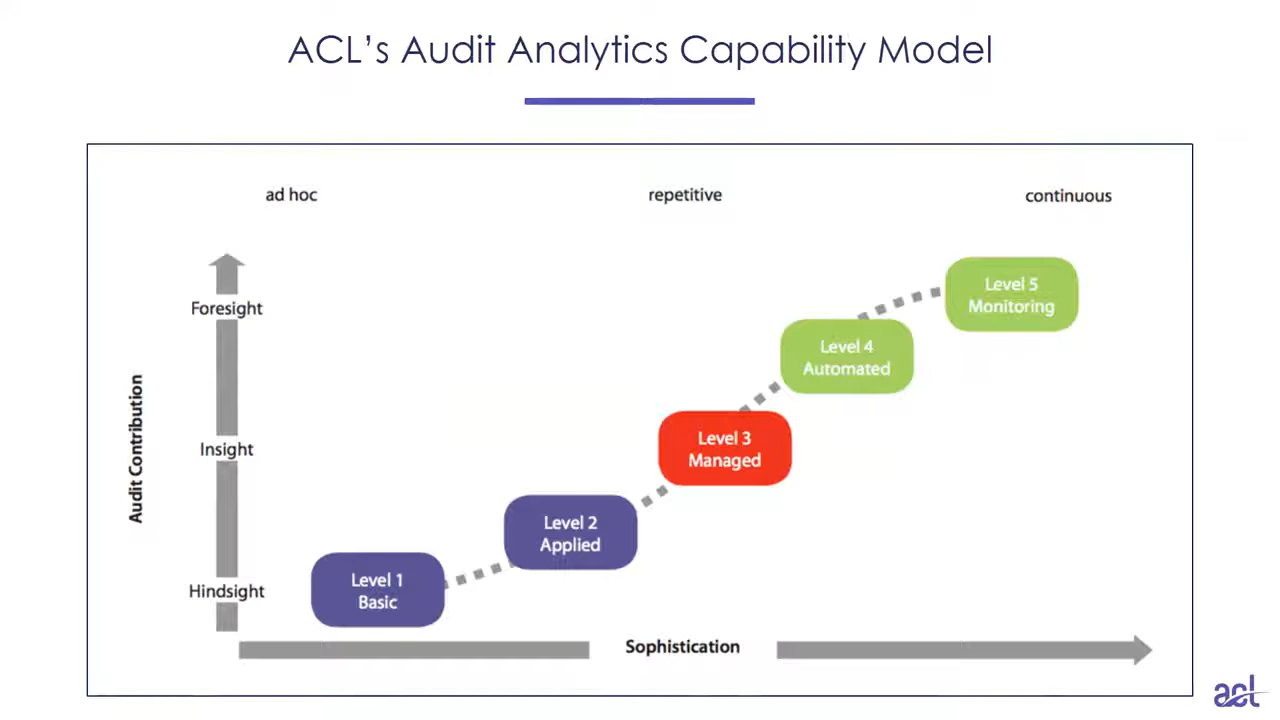 ACL's Audit Analytics Capability Model
ad hoc
repetitive
continuous
Foresight
Insight
Hindsight
Audit Contribution
Level 5
Monitoring
Level 4
Automated
Level 3
Managed
Level 2
Applied
Level 1
Basic
Sophistication
acl